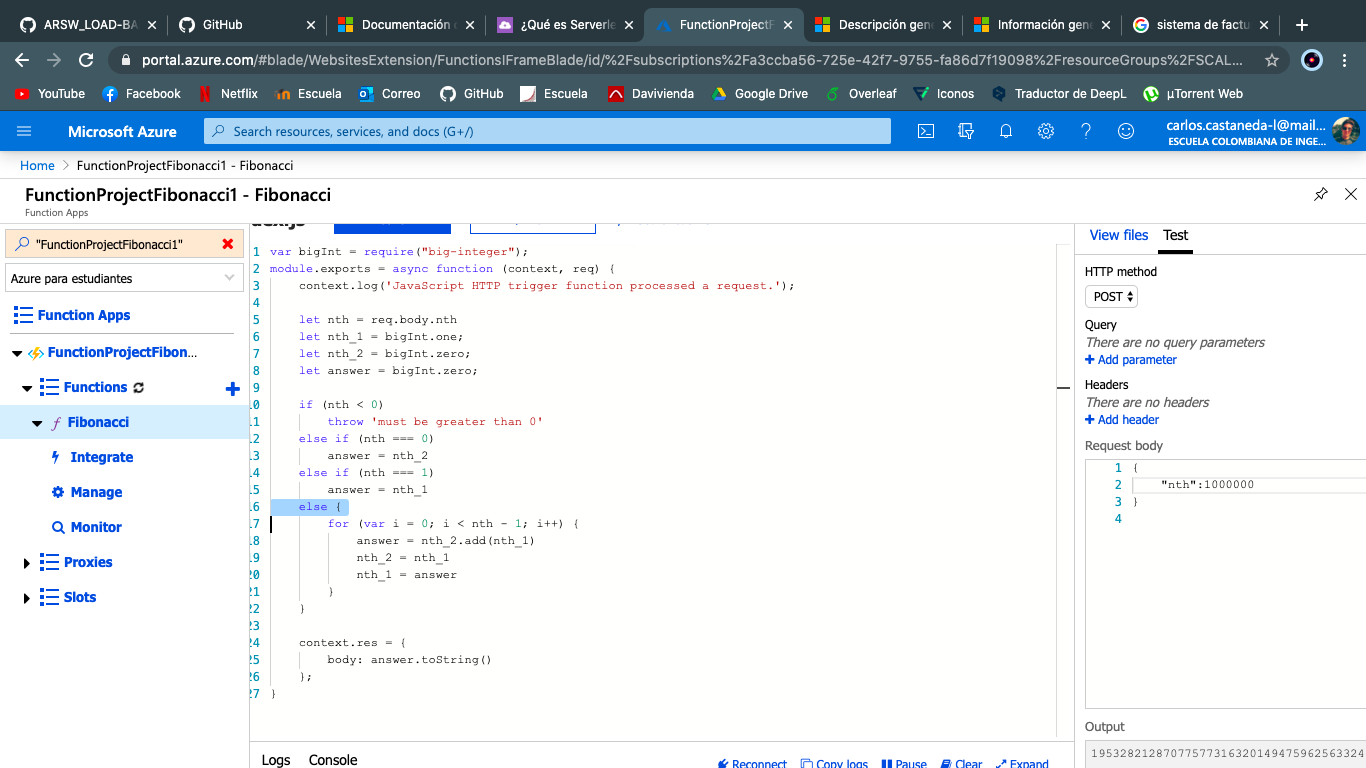 ARSW_LOAD-BA
GitHub
Documentación
¿Qué es Serverle
FunctionProjectF
Descripción gene
Información gene
sistema de factu
portal.azure.com/#blade/WebsitesExtension/FunctionsIFrameBlade/id/%2Fsubscriptions%2Fa3ccba56-725e-42f7-9755-fa86d7f19098%2FresourceGroups%2FSCAL...
YouTube
Facebook
Netflix
Escuela
Correo
GitHub
Escuela
Davivienda
Google Drive
Overleaf
Iconos
Traductor de DeepL
µTorrent Web
Microsoft Azure
Search resources, services, and docs (G+/)
carlos.castaneda-l@mail...
ESCUELA COLOMBIANA DE INGE...
Home > FunctionProjectFibonacci1 - Fibonacci
FunctionProjectFibonacci1 - Fibonacci
Function Apps
"FunctionProjectFibonacci1"
Azure para estudiantes
Function Apps
FunctionProjectFibon...
Functions
Fibonacci
Integrate
Manage
Monitor
Proxies
Slots
1 var bigInt = require("big-integer");
2 module.exports = async function (context, req) {
3 context.log('JavaScript HTTP trigger function processed a request.');
4
5 let nth = req.body.nth
6 let nth_1 = bigInt.one;
7 let nth_2 = bigInt.zero;
8 let answer = bigInt.zero;
9
10 if (nth < 0)
11 throw 'must be greater than 0'
12 else if (nth === 0)
13 answer = nth_2
14 else if (nth === 1)
15 answer = nth_1
16 else {
17 for (var i = 0; i < nth - 1; i++) {
18 answer = nth_2.add(nth_1)
19 nth_2 = nth_1
20 nth_1 = answer
21 }
22 }
23
24 context.res = {
25 body: answer.toString()
26 };
27 }
Logs
Console
Reconnect
Copy logs
Pause
Clear
Expand
View files
Test
HTTP method
POST
Query
There are no query parameters
Add parameter
Headers
There are no headers
Add header
Request body
1 {
2 "nth":1000000
3 }
4
Output
19532821287077577316320149475962563324